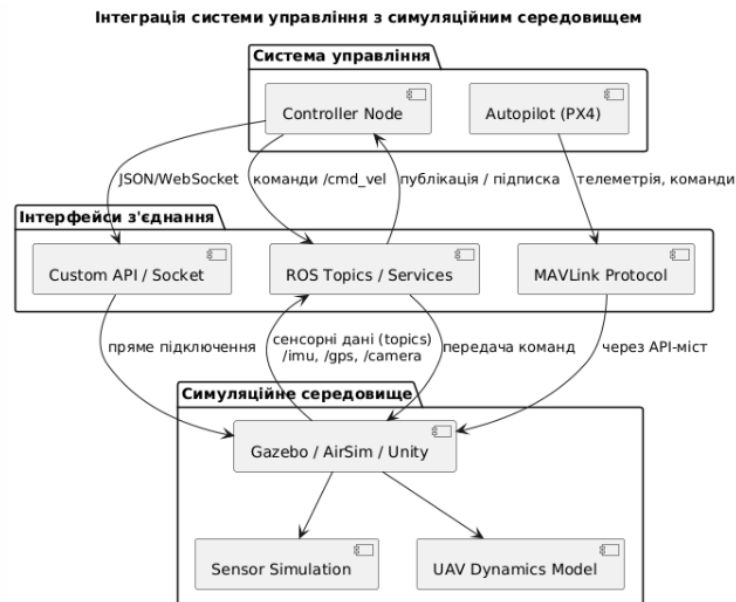 Інтеграція системи управління з симуляційним середовищем
Система управління
Controller Node
Autopilot (PX4)
JSON/WebSocket
команди /cmd_vel
публікація / підписка
телеметрія, команди
Інтерфейси з'єднання
Custom API / Socket
ROS Topics / Services
MAVLink Protocol
пряме підключення
сенсорні дані (topics)
/imu, /gps, /camera
передача команд
через API-міст
Симуляційне середовище
Gazebo / AirSim / Unity
Sensor Simulation
UAV Dynamics Model